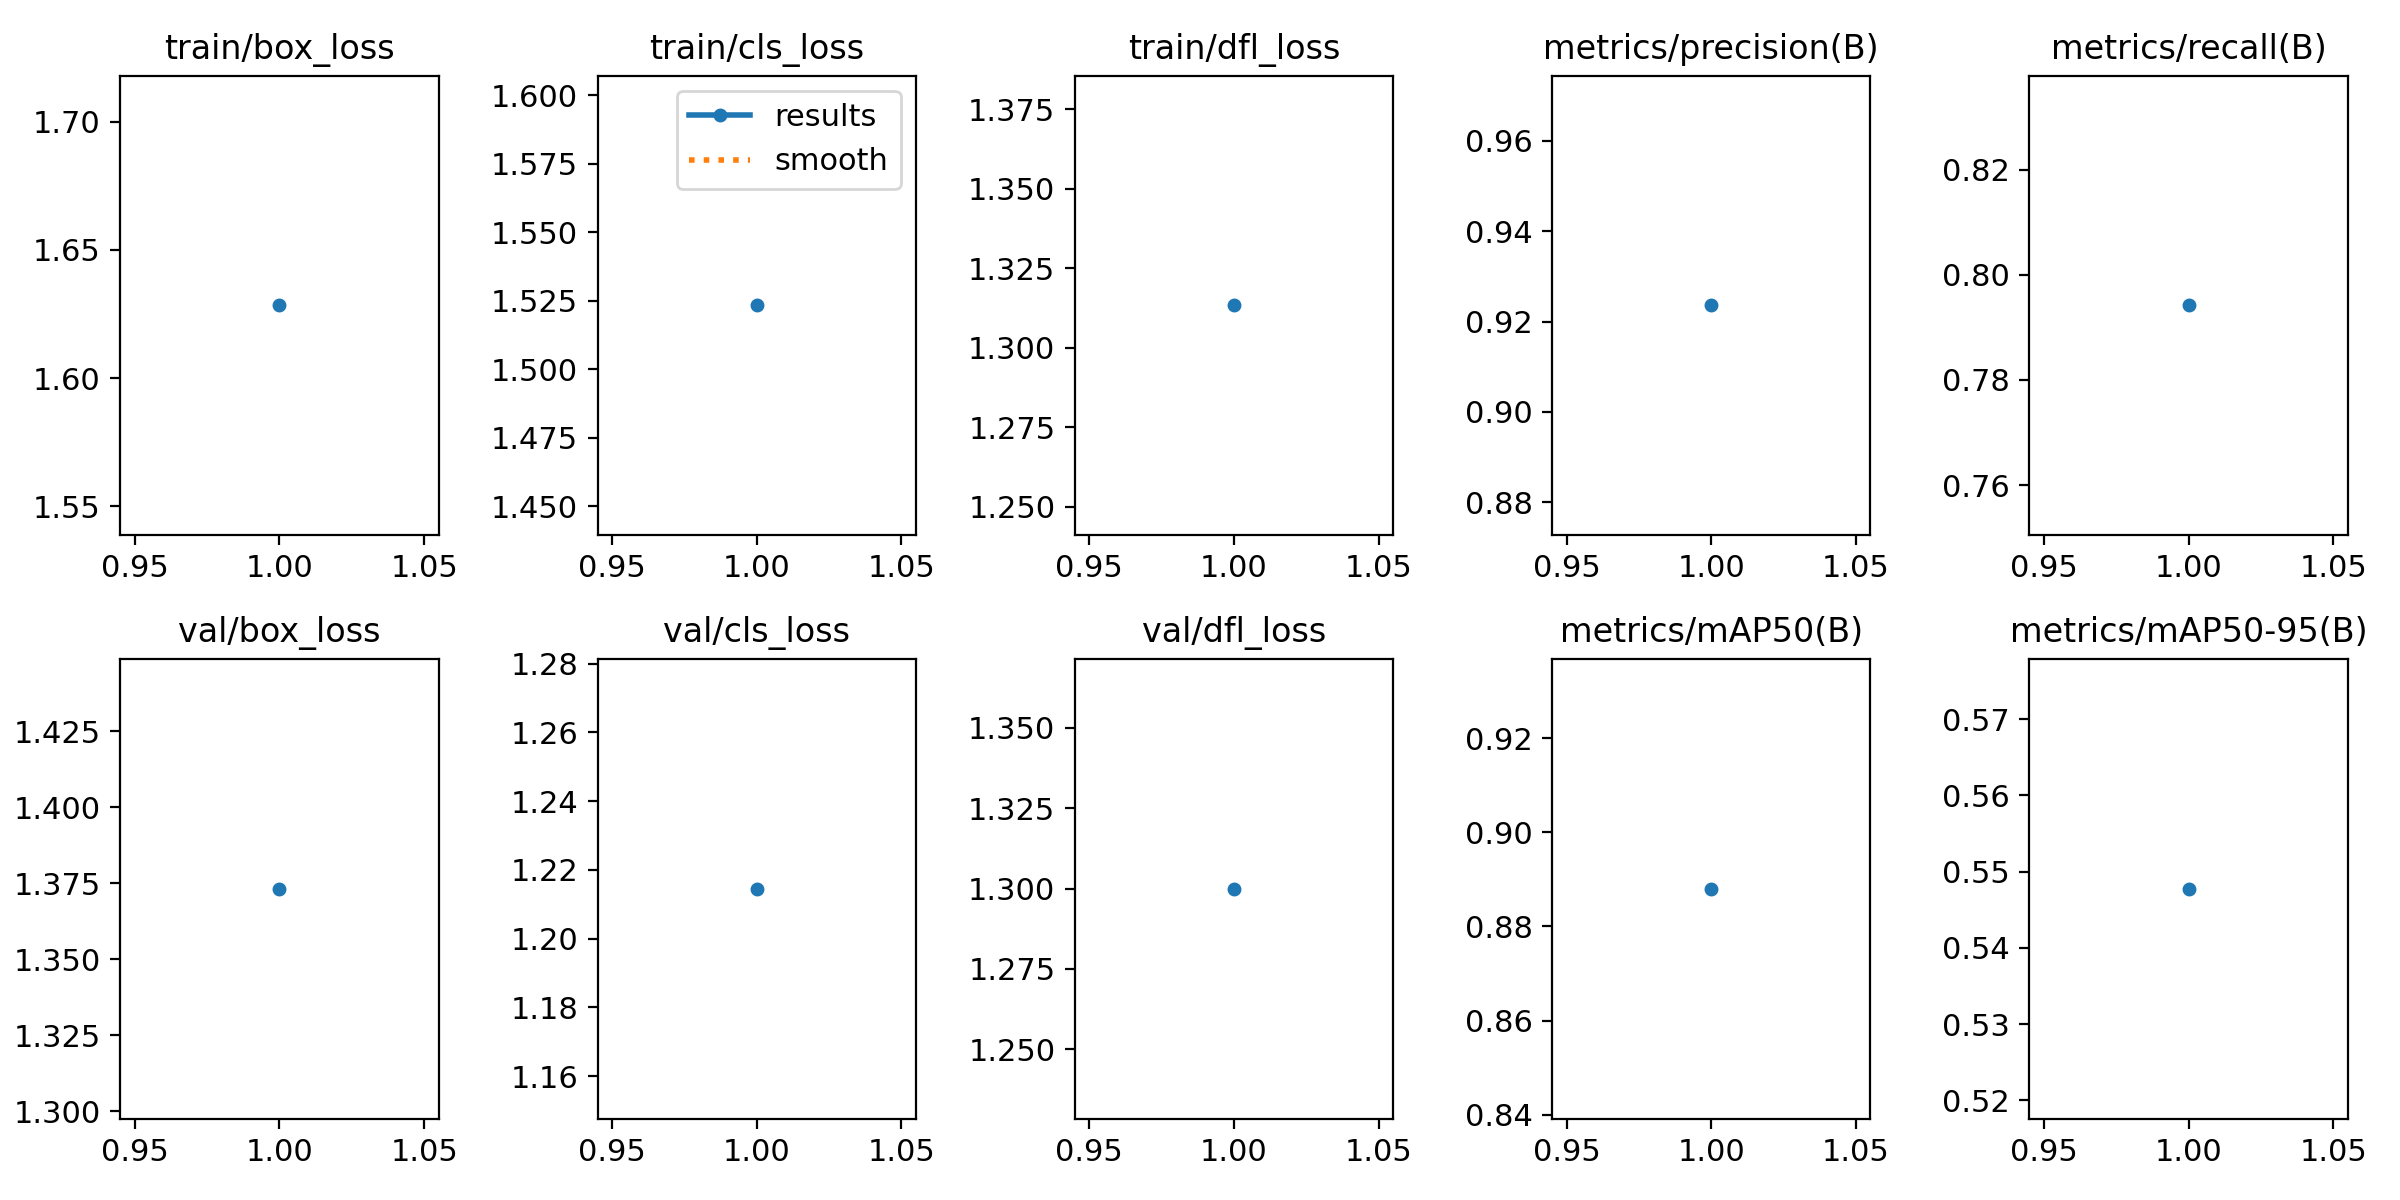 train/box_loss
1.70
1.65
1.60
1.55
0.95 1.00 1.05
train/cls_loss
results
smooth
1.600
1.575
1.550
1.525
1.500
1.475
1.450
0.95 1.00 1.05
train/dfl_loss
1.375
1.350
1.325
1.300
1.275
1.250
0.95 1.00 1.05
metrics/precision(B)
0.96
0.94
0.92
0.90
0.88
0.95 1.00 1.05
metrics/recall(B)
0.82
0.80
0.78
0.76
0.95 1.00 1.05
val/box_loss
1.425
1.400
1.375
1.350
1.325
1.300
0.95 1.00 1.05
val/cls_loss
1.28
1.26
1.24
1.22
1.20
1.18
1.16
0.95 1.00 1.05
val/dfl_loss
1.350
1.325
1.300
1.275
1.250
0.95 1.00 1.05
metrics/mAP50(B)
0.92
0.90
0.88
0.86
0.84
0.95 1.00 1.05
metrics/mAP50-95(B)
0.57
0.56
0.55
0.54
0.53
0.52
0.95 1.00 1.05